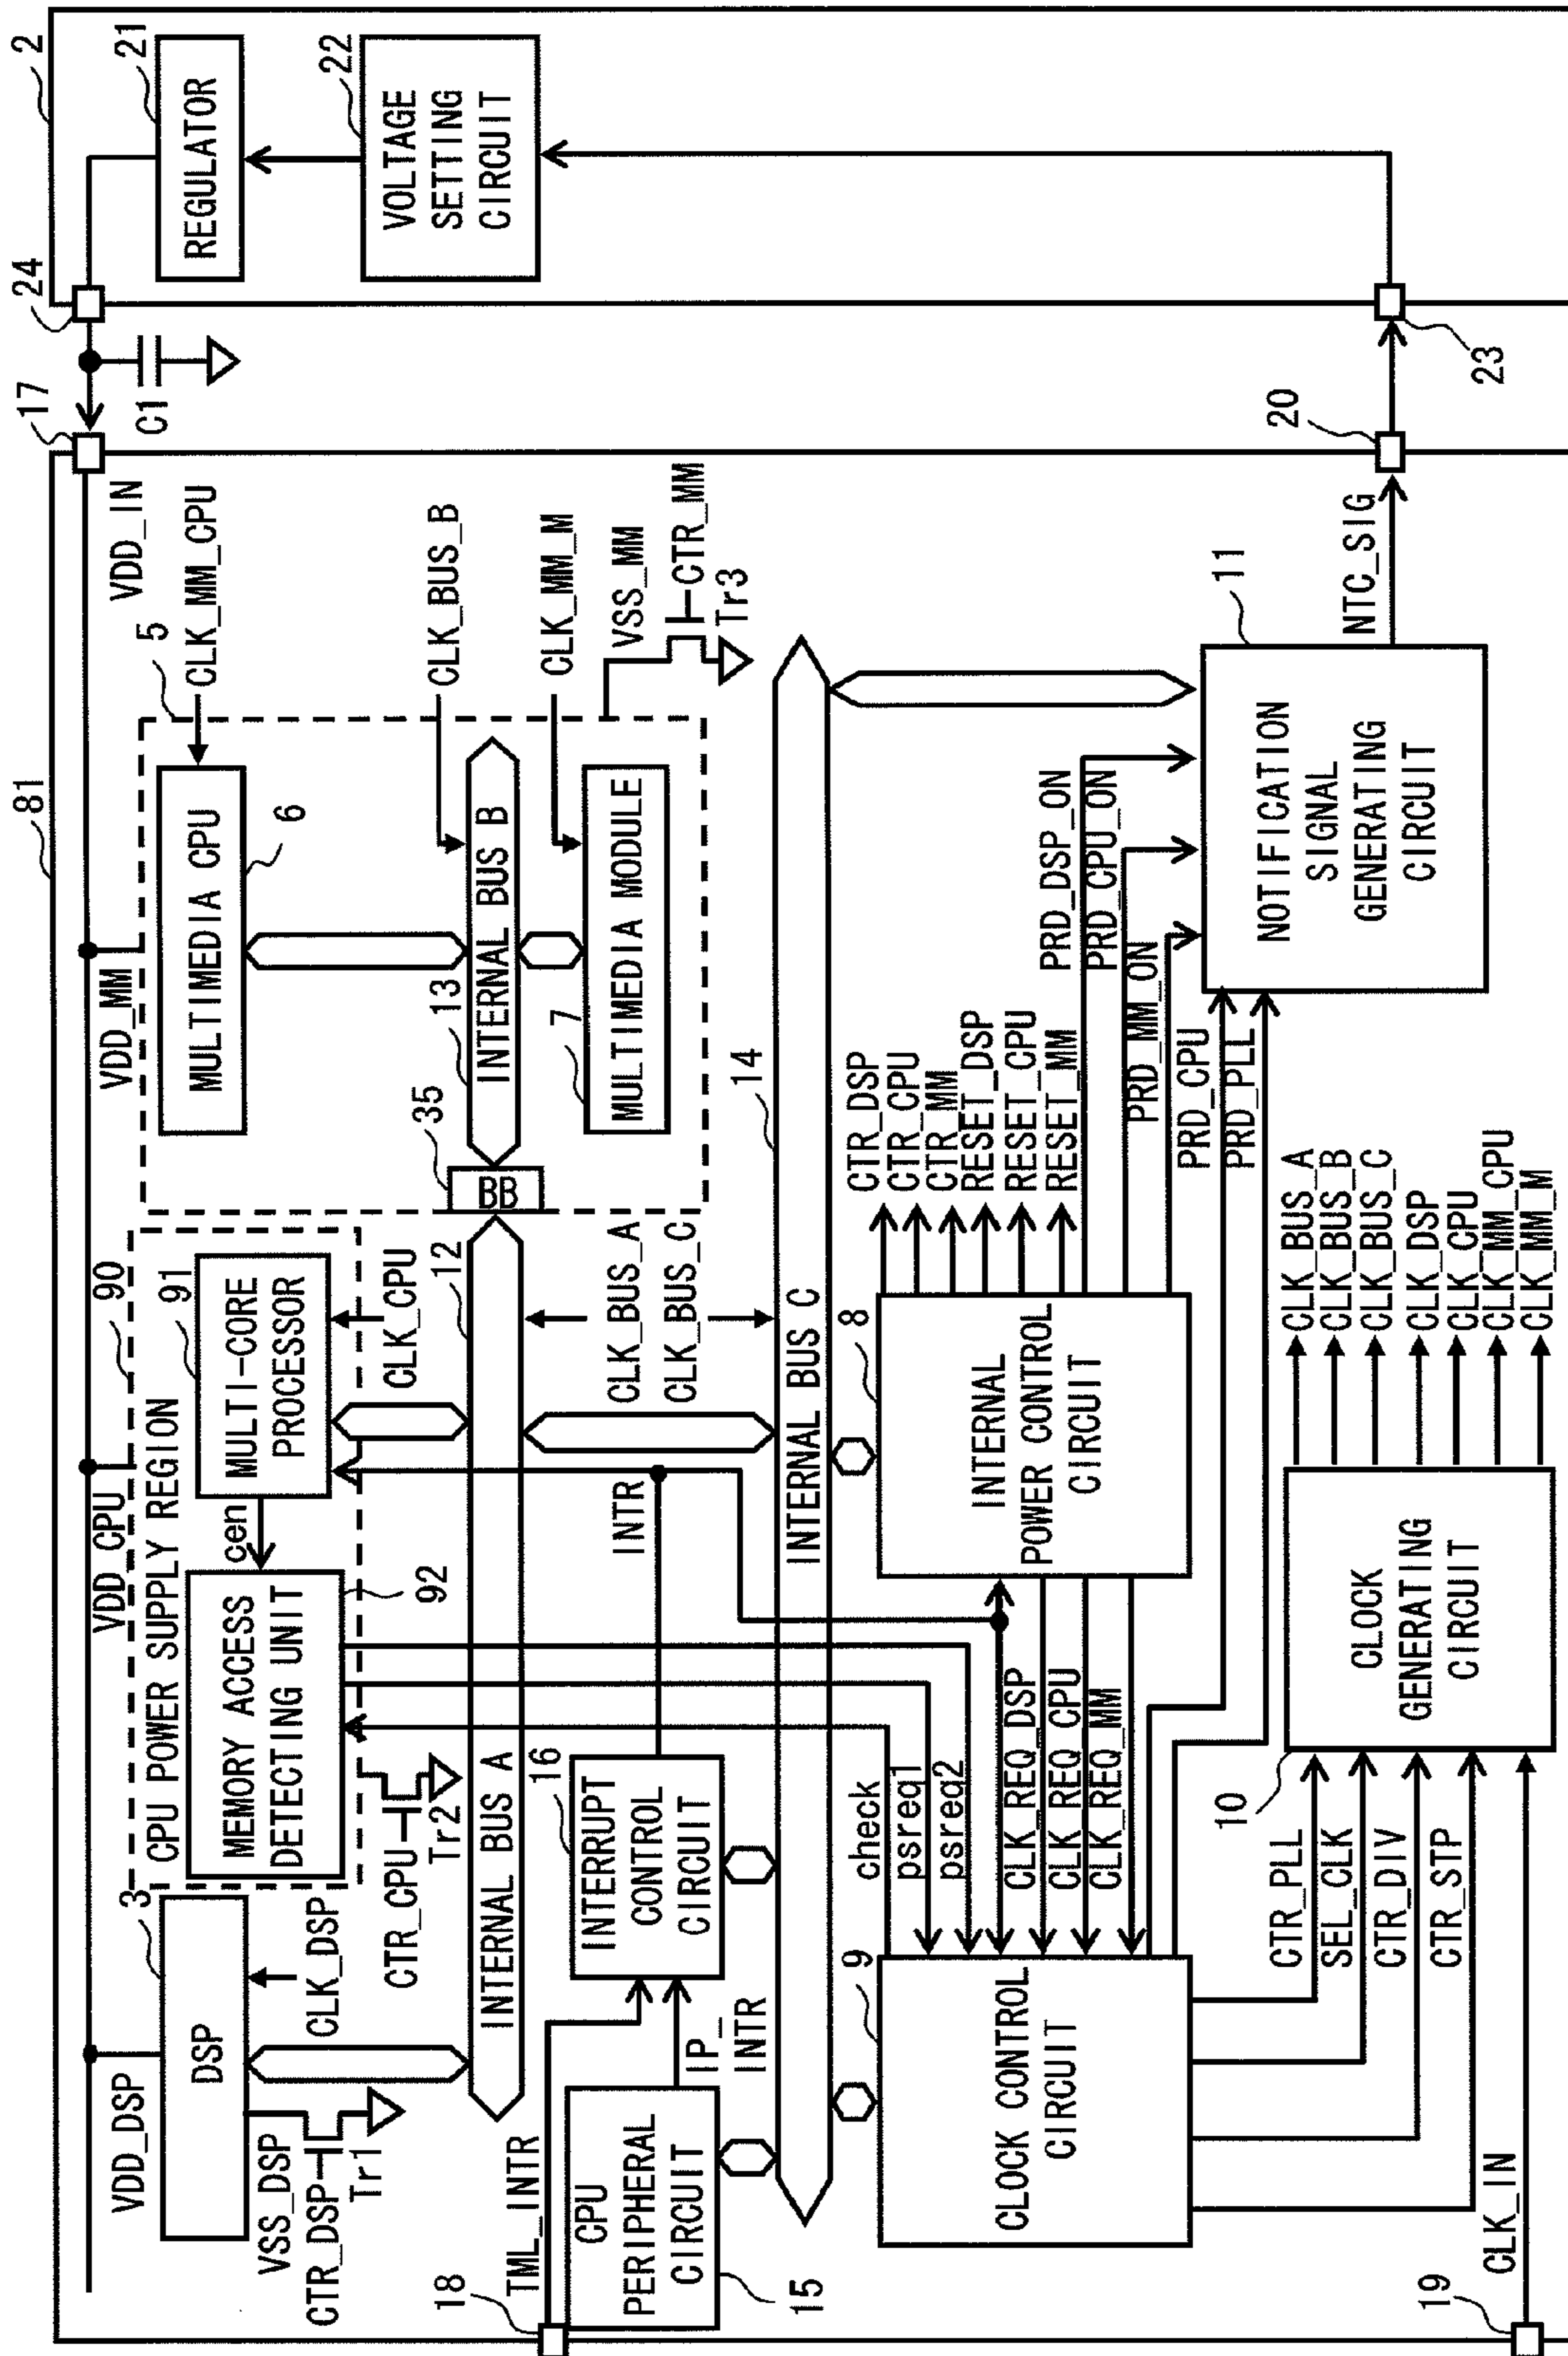 81
2
VDD_DSP
3
DSP
VSS_DSP
CTR_DSP
Tr1
CLK_DSP
VDD_CPU
90
CPU POWER SUPPLY REGION
MEMORY ACCESS
DETECTING UNIT
92
cen
91
MULTI-CORE
PROCESSOR
CLK_CPU
CTR_CPU
Tr2
VDD_MM
5
MULTIMEDIA CPU
6
VDD_IN
CLK_MM_CPU
17
24
C1
21
REGULATOR
22
VOLTAGE
SETTING
CIRCUIT
INTERNAL BUS A
12
35
BB
13
INTERNAL BUS B
CLK_BUS_B
7
MULTIMEDIA MODULE
CLK_MM_M
VSS_MM
CTR_MM
Tr3
18
TML_INTR
CPU
PERIPHERAL
CIRCUIT
15
IP_
INTR
16
INTERRUPT
CONTROL
CIRCUIT
INTR
CLK_BUS_A
CLK_BUS_C
14
INTERNAL BUS C
9
CLOCK CONTROL
CIRCUIT
check
psreq1
psreq2
CLK_REQ_DSP
CLK_REQ_CPU
CLK_REQ_MM
8
INTERNAL
POWER CONTROL
CIRCUIT
CTR_DSP
CTR_CPU
CTR_MM
RESET_DSP
RESET_CPU
RESET_MM
PRD_DSP_ON
PRD_CPU_ON
PRD_MM_ON
PRD_CPU
PRD_PLL
11
NOTIFICATION
SIGNAL
GENERATING
CIRCUIT
NTC_SIG
20
23
CTR_PLL
SEL_CLK
CTR_DIV
CTR_STP
19
CLK_IN
10
CLOCK
GENERATING
CIRCUIT
CLK_BUS_A
CLK_BUS_B
CLK_BUS_C
CLK_DSP
CLK_CPU
CLK_MM_CPU
CLK_MM_M